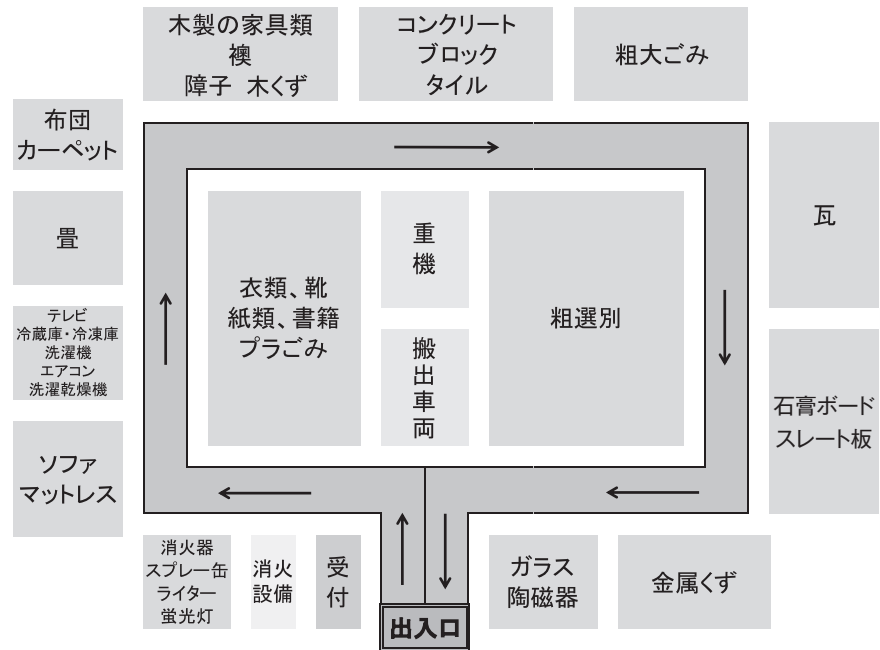 木製の家具類
襖
障子 木くず
コンクリート
ブロック
タイル
粗大ごみ
布団
カーペット
畳
テレビ
冷蔵庫・冷凍庫
洗濯機
エアコン
洗濯乾燥機
ソファ
マットレス
衣類、靴
紙類、書籍
プラごみ
重機
搬出車両
粗選別
瓦
石膏ボード
スレート板
消火器
スプレー缶
ライター
蛍光灯
消火
設備
受付
出入口
ガラス
陶磁器
金属くず